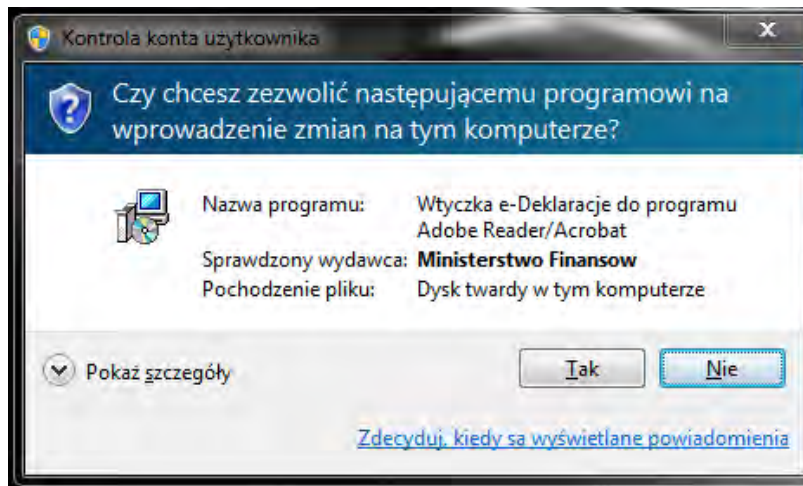 Kontrola konta użytkownika
Czy chcesz zezwolić następującemu programowi na
wprowadzenie zmian na tym komputerze?
Nazwa programu: Wtyczka e-Deklaracje do programu
Adobe Reader/Acrobat
Sprawdzony wydawca: Ministerstwo Finansow
Pochodzenie pliku: Dysk twardy w tym komputerze
Pokaż szczegóły
Tak
Nie
Zdecyduj, kiedy są wyświetlane powiadomienia